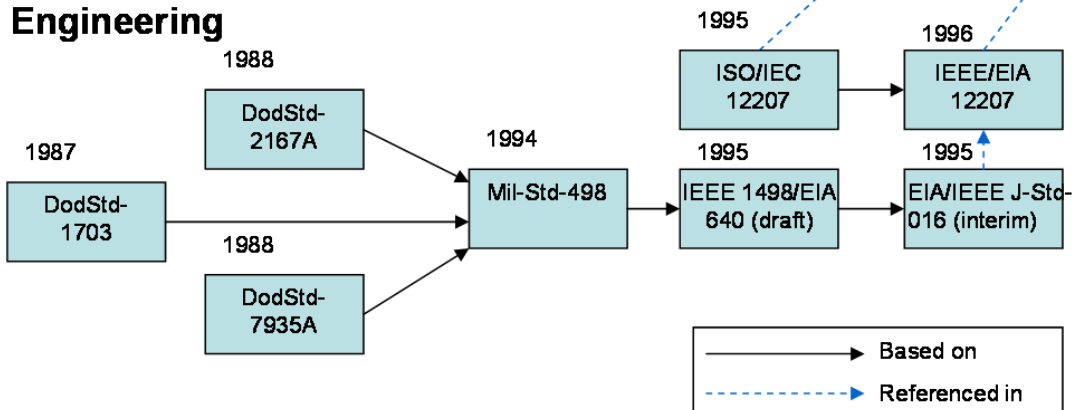 Engineering
1987
DodStd-
1703
1988
DodStd-
2167A
1988
DodStd-
7935A
1994
Mil-Std-498
1995
ISO/IEC
12207
1996
IEEE/EIA
12207
1995
IEEE 1498/EIA
640 (draft)
1995
EIA/IEEE J-Std-
016 (interim)
Based on
Referenced in